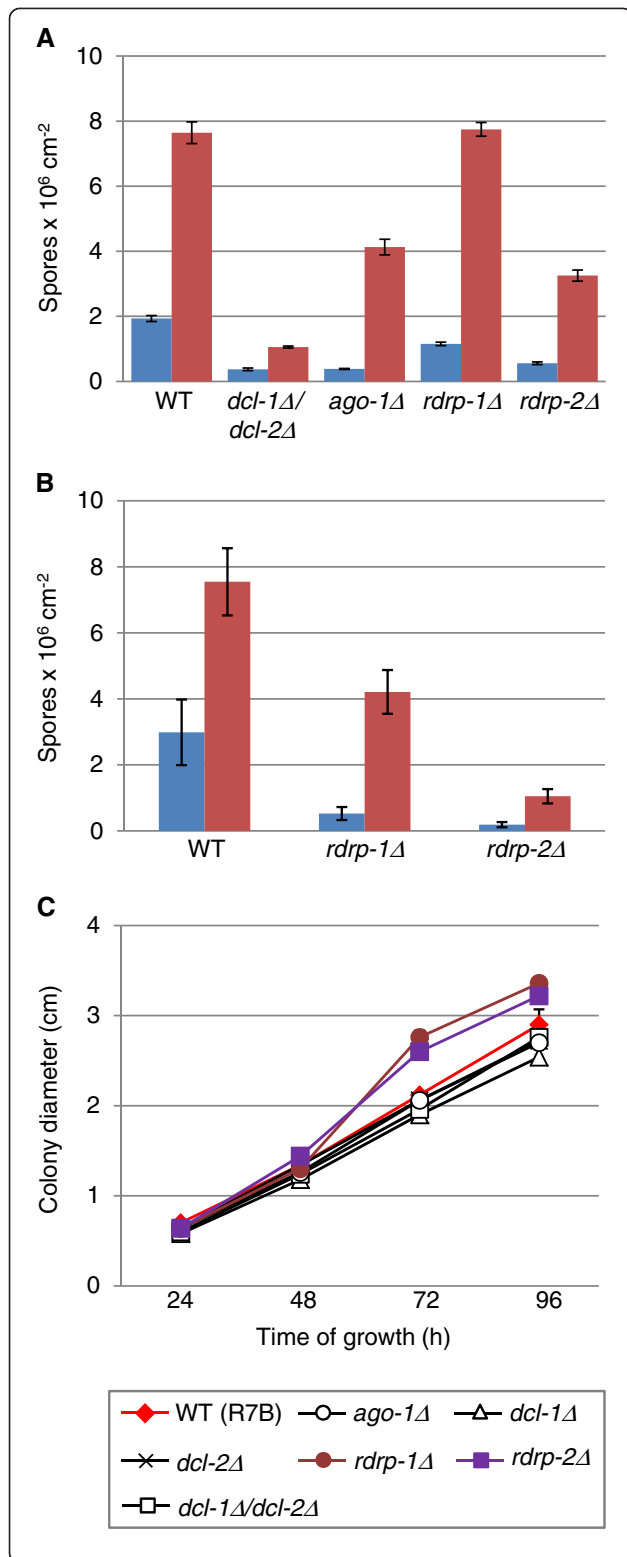 A
10
8
6
4
2
0
Spores x 10⁶ cm⁻²
WT
dcl-1Δ/
dcl-2Δ
ago-1Δ
rdrp-1Δ
rdrp-2Δ
B
10
8
6
4
2
0
Spores x 10⁶ cm⁻²
WT
rdrp-1Δ
rdrp-2Δ
C
4
3
2
1
0
Colony diameter (cm)
24 48 72 96
Time of growth (h)
WT (R7B) ago-1Δ dcl-1Δ
dcl-2Δ rdrp-1Δ rdrp-2Δ
dcl-1Δ/dcl-2Δ